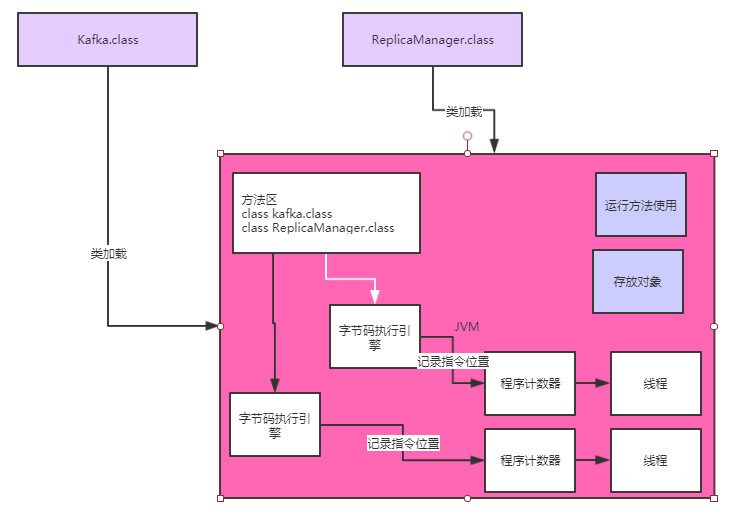 Kafka.class
ReplicaManager.class
类加载
类加载
方法区
class kafka.class
class ReplicaManager.class
运行方法使用
存放对象
字节码执行引
擎
JVM
记录指令位置
程序计数器
线程
字节码执行引
擎
记录指令位置
程序计数器
线程